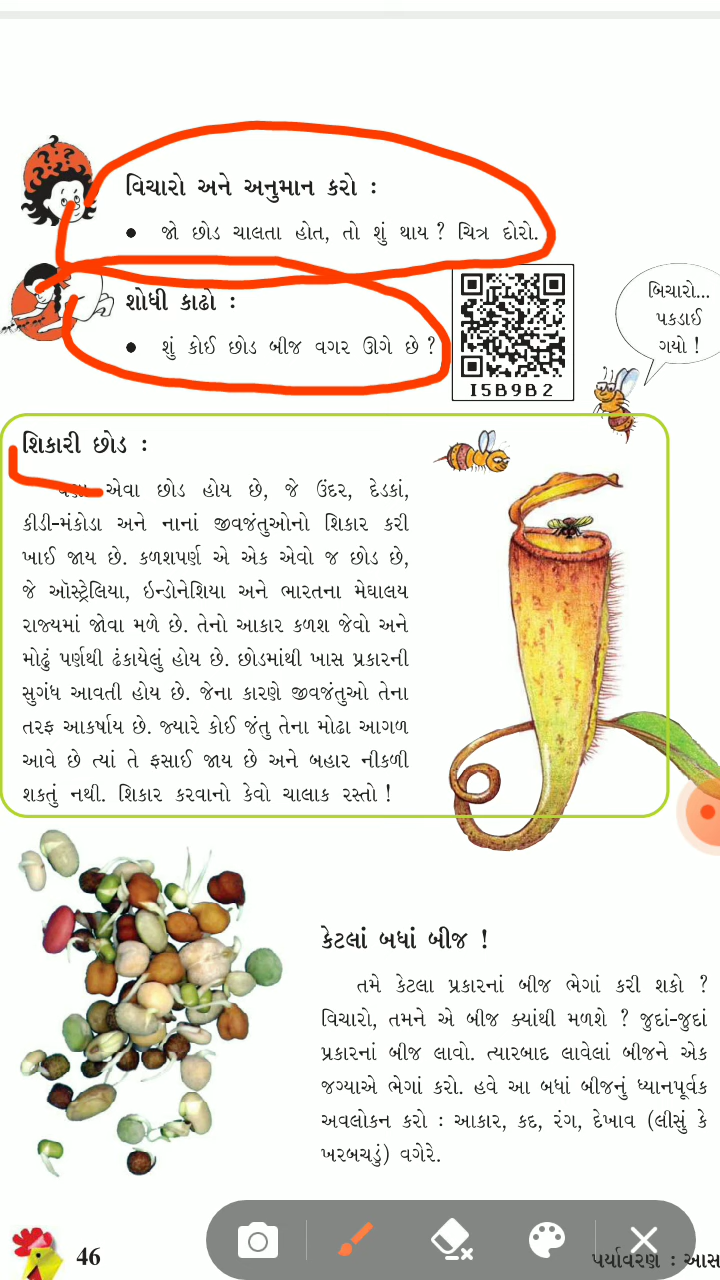 વિચારો અને અનુમાન કરો :
● જો છોડ ચાલતા હોત, તો શું થાય ? ચિત્ર દોરો.
શોધી કાઢો :
● શું કોઈ છોડ બીજ વગર ઊગે છે ?
I5B9B2
બિચારો...
પકડાઈ
ગયો !
શિકારી છોડ :
એવા છોડ હોય છે, જે ઉંદર, દેડકાં,
કીડી-મંકોડા અને નાનાં જીવજંતુઓનો શિકાર કરી
ખાઈ જાય છે. કળશપર્ણ એ એક એવો જ છોડ છે,
જે ઑસ્ટ્રેલિયા, ઇન્ડોનેશિયા અને ભારતના મેઘાલય
રાજ્યમાં જોવા મળે છે. તેનો આકાર કળશ જેવો અને
મોઢું પર્ણથી ઢંકાયેલું હોય છે. છોડમાંથી ખાસ પ્રકારની
સુગંધ આવતી હોય છે. જેના કારણે જીવજંતુઓ તેના
તરફ આકર્ષાય છે. જ્યારે કોઈ જંતુ તેના મોઢા આગળ
આવે છે ત્યાં તે ફસાઈ જાય છે અને બહાર નીકળી
શકતું નથી. શિકાર કરવાનો કેવો ચાલાક રસ્તો !
કેટલાં બધાં બીજ !
તમે કેટલા પ્રકારનાં બીજ ભેગાં કરી શકો ?
વિચારો, તમને એ બીજ ક્યાંથી મળશે ? જુદાં-જુદાં
પ્રકારનાં બીજ લાવો. ત્યારબાદ લાવેલાં બીજને એક
જગ્યાએ ભેગાં કરો. હવે આ બધાં બીજનું ધ્યાનપૂર્વક
અવલોકન કરો : આકાર, કદ, રંગ, દેખાવ (લીસું કે
ખરબચડું) વગેરે.
46
પર્યાવરણ : આસ